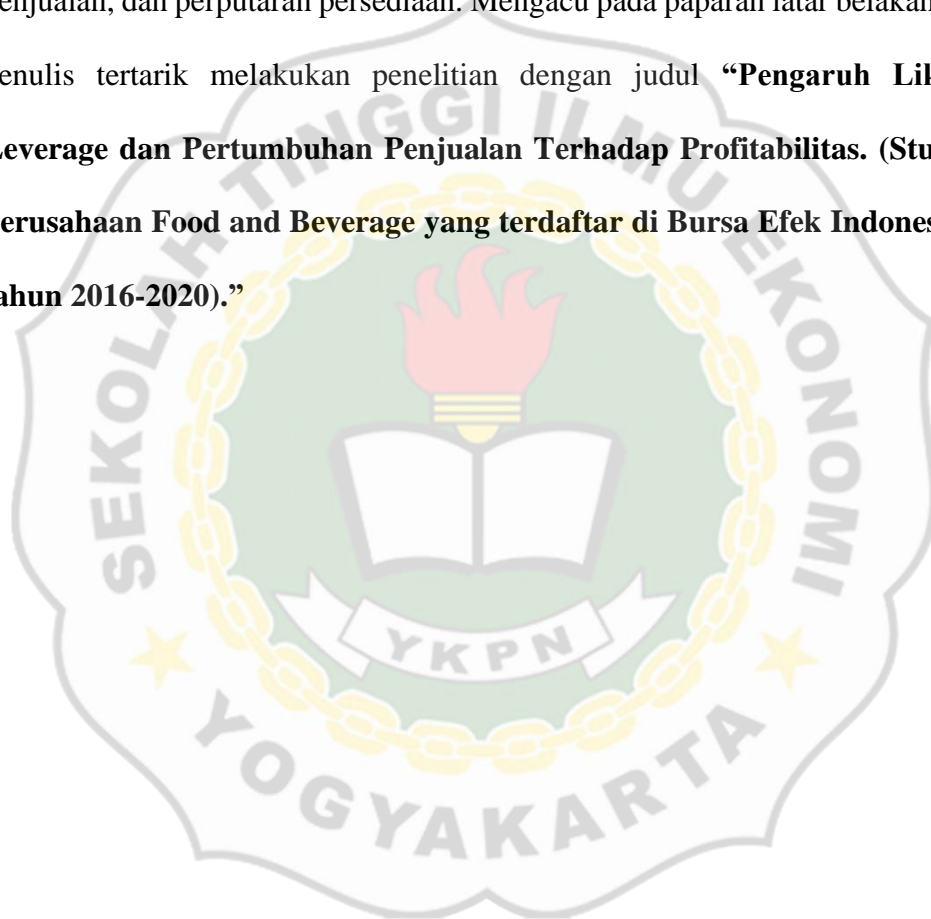 enjualan, dan perputaran persediaan. Mengacu pada paparan latar belakan
enulis tertarik melakukan penelitian dengan judul “Pengaruh Lik
Leverage dan Pertumbuhan Penjualan Terhadap Profitabilitas. (Stu
erusahaan Food and Beverage yang terdaftar di Bursa Efek Indones
ahun 2016-2020).”
SEKOLAH TINGGI ILMU EKONOMI
YKPN
YOGYAKARTA